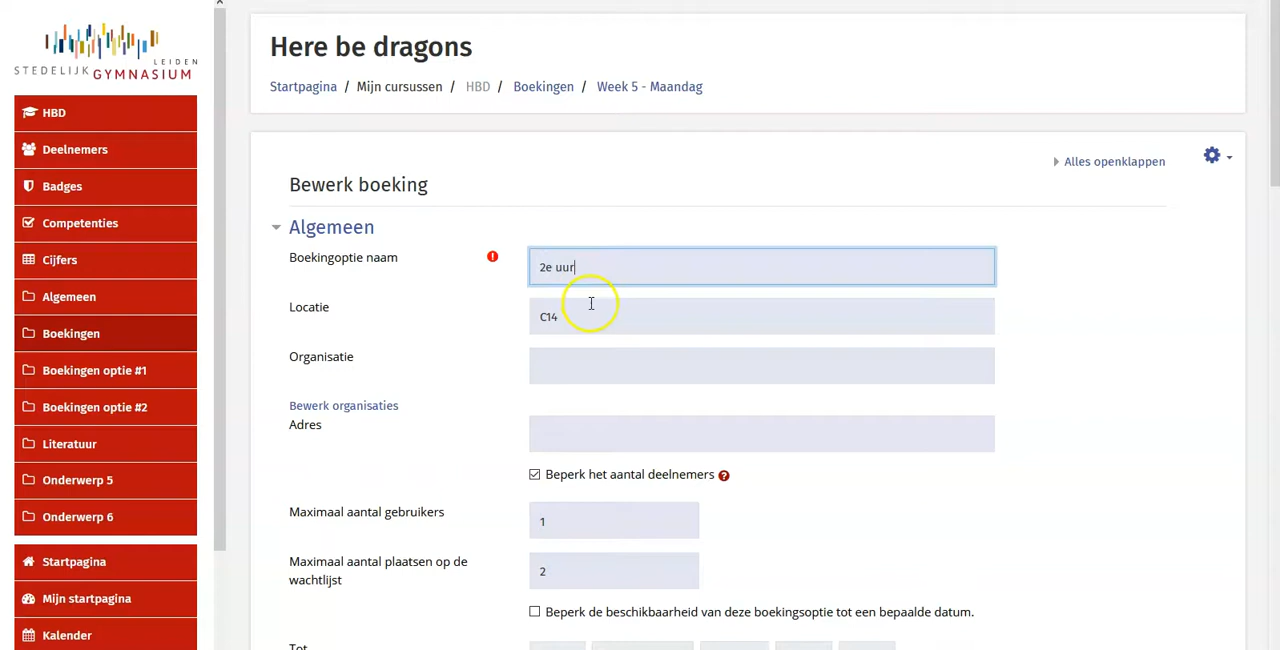 LEIDEN
STEDELIJK GYMNASIUM
HBD
Deelnemers
Badges
Competenties
Cijfers
Algemeen
Boekingen
Boekingen optie #1
Boekingen optie #2
Literatuur
Onderwerp 5
Onderwerp 6
Startpagina
Mijn startpagina
Kalender
Here be dragons
Startpagina / Mijn cursussen / HBD / Boekingen / Week 5 - Maandag
Alles openklappen
Bewerk boeking
Algemeen
Boekingoptie naam ! 2e uur
Locatie C14
Organisatie
Bewerk organisaties
Adres
Beperk het aantal deelnemers ?
Maximaal aantal gebruikers 1
Maximaal aantal plaatsen op de
wachtlijst 2
Beperk de beschikbaarheid van deze boekingsoptie tot een bepaalde datum.
Tot